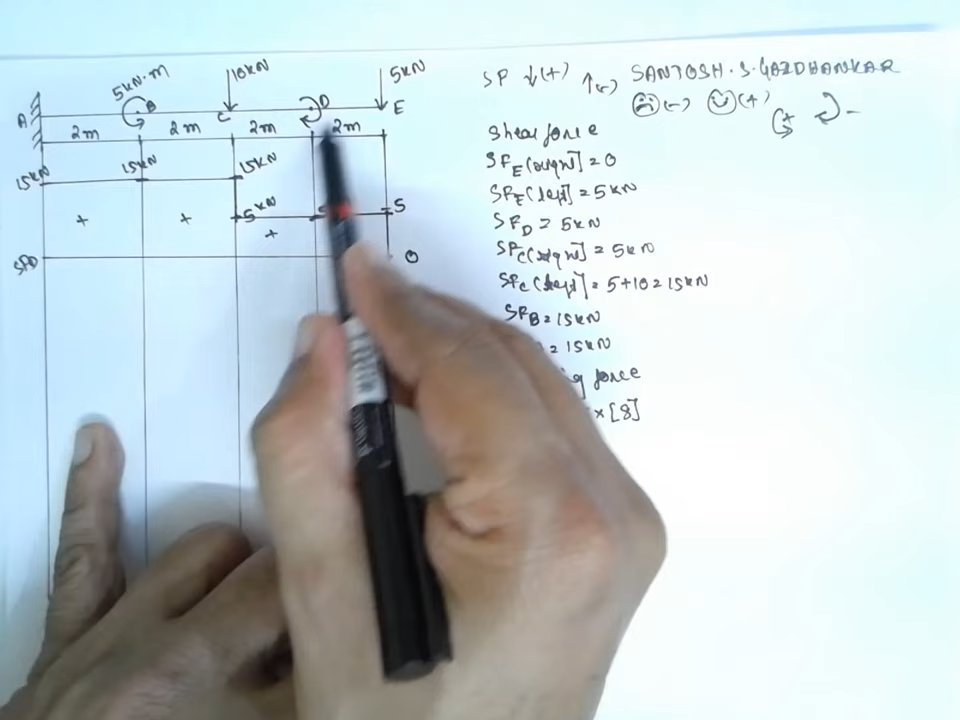 5kN·m
10kN
5kN
A B C D E
2m 2m 2m 2m
15kN 15kN 15kN
+ + 5kN 5
+
SFD 0
SF ↓(+) ↑(-) SANTOSH.S.GAIDHANKAR
(-) (+)
+ -
Shear force
SFE(right) = 0
SFE(left) = 5kN
SFD = 5kN
SFC(right) = 5kN
SFC(left) = 5+10 = 15kN
SFB = 15kN
= 15kN
force
× [8]